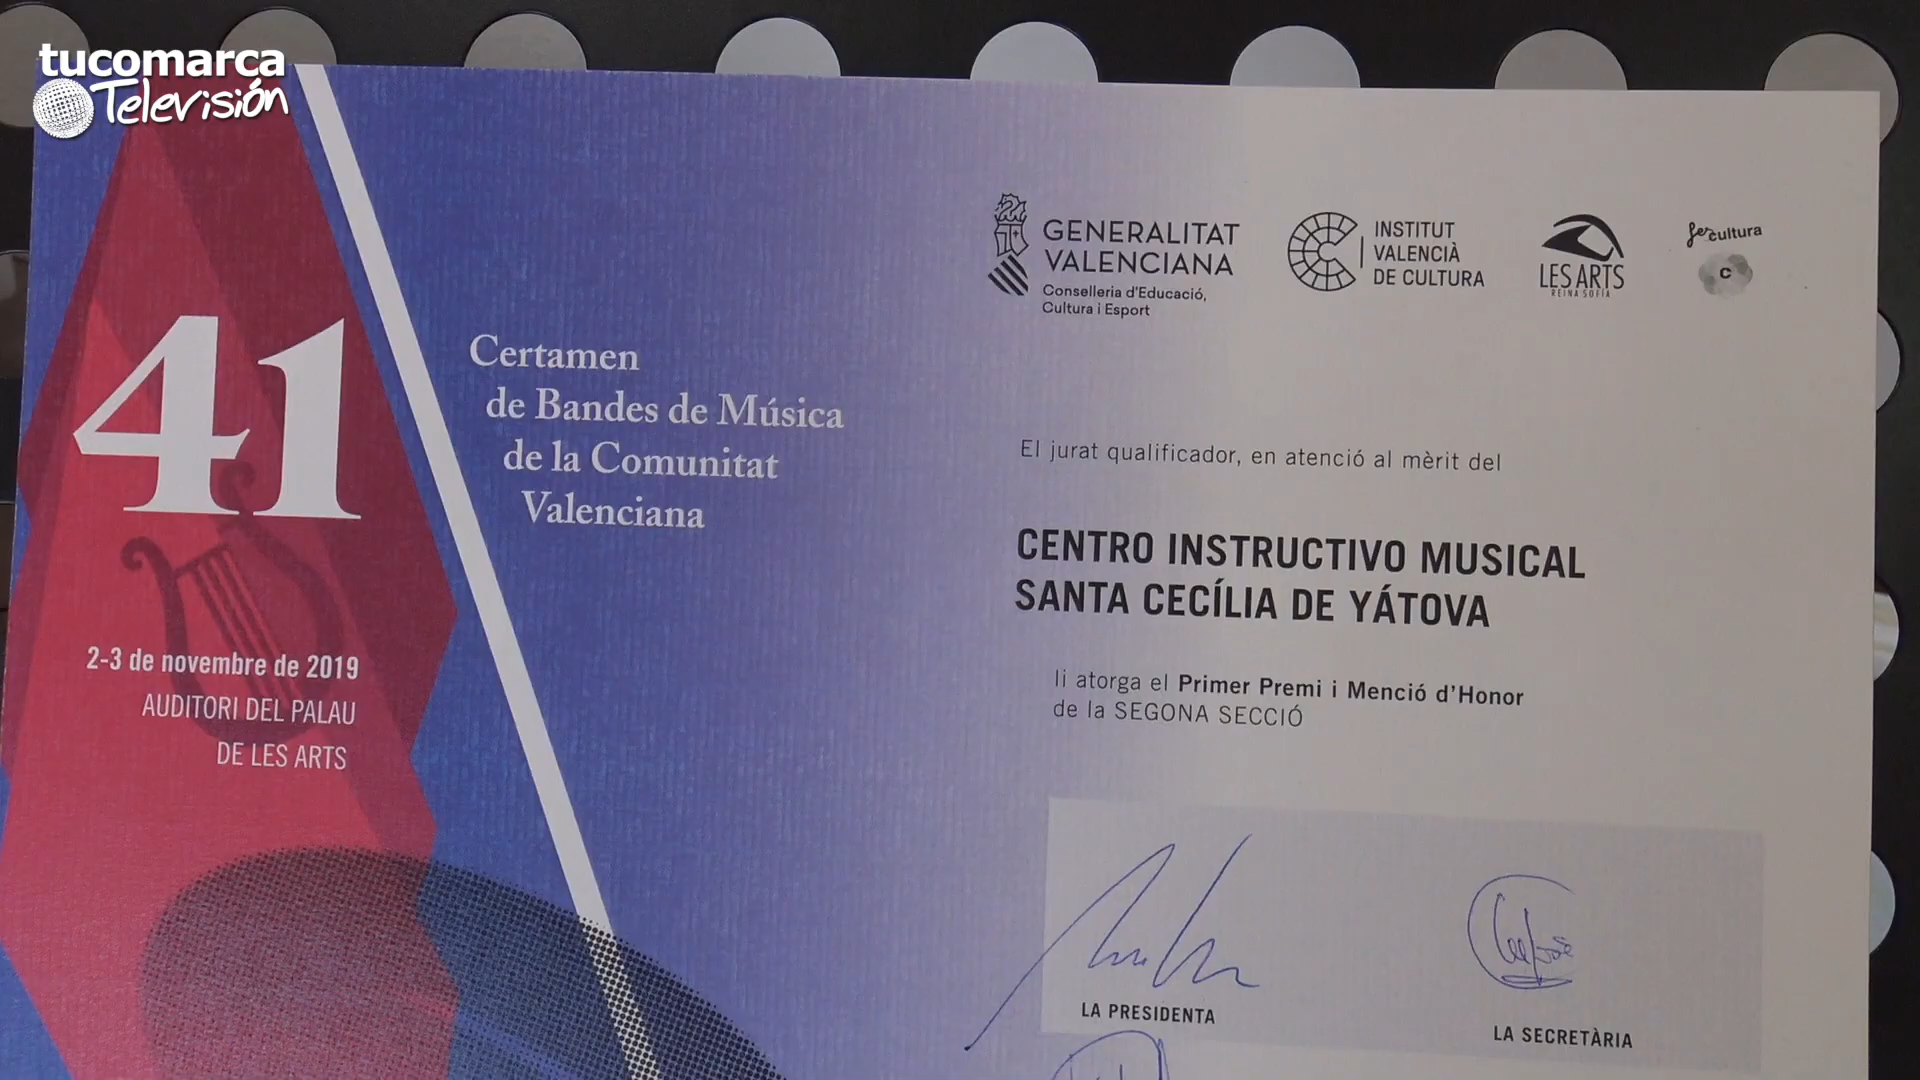 tucomarca
Televisión
GENERALITAT
VALENCIANA
Conselleria d'Educació,
Cultura i Esport
INSTITUT
VALENCIÀ
DE CULTURA
LES ARTS
REINA SOFÍA
fes cultura
C
41
Certamen
de Bandes de Música
de la Comunitat
Valenciana
2-3 de novembre de 2019
AUDITORI DEL PALAU
DE LES ARTS
El jurat qualificador, en atenció al mèrit del
CENTRO INSTRUCTIVO MUSICAL
SANTA CECÍLIA DE YÁTOVA
li atorga el Primer Premi i Menció d'Honor
de la SEGONA SECCIÓ
LA PRESIDENTA
LA SECRETÀRIA